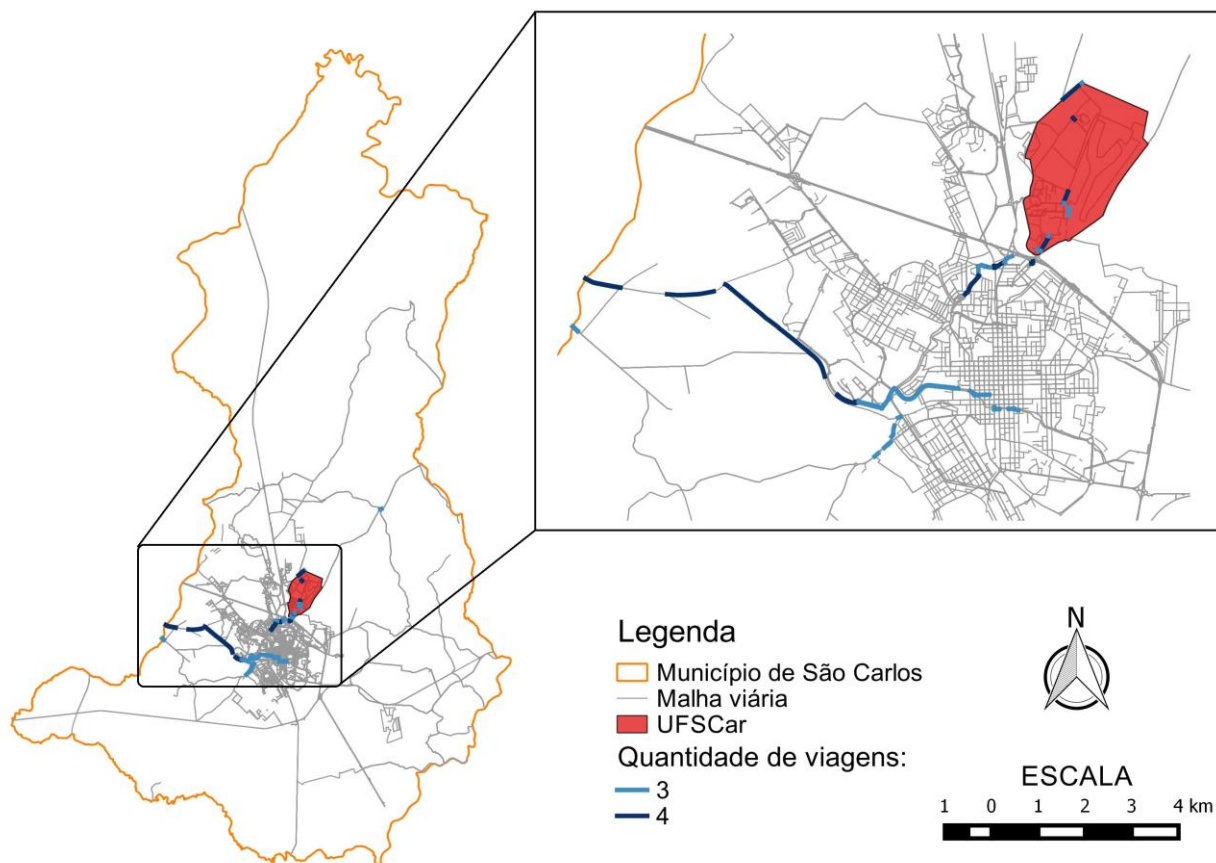 Legenda
Município de São Carlos
Malha viária
UFSCar
Quantidade de viagens:
3
4
N
ESCALA
1 0 1 2 3 4 km